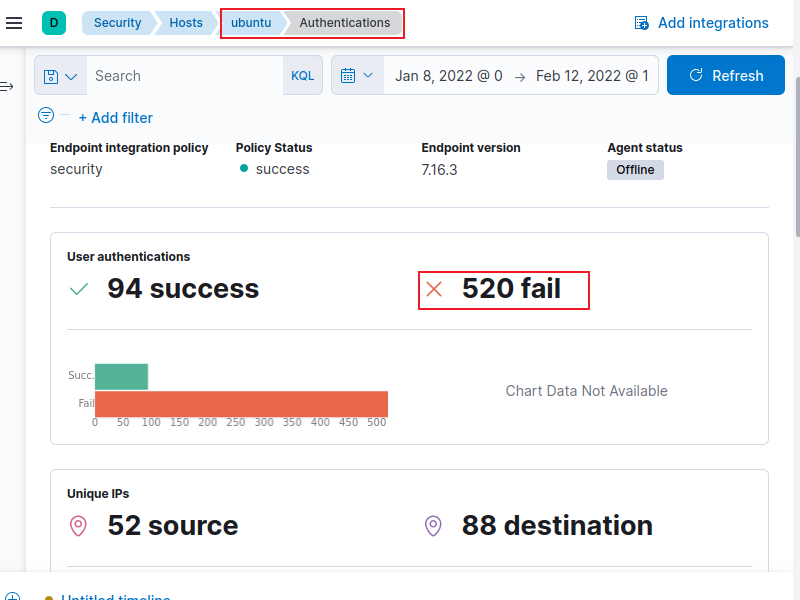 D Security Hosts ubuntu Authentications Add integrations
Search KQL Jan 8, 2022 @ 0 → Feb 12, 2022 @ 1 Refresh
+ Add filter
Endpoint integration policy Policy Status Endpoint version Agent status
security success 7.16.3 Offline
User authentications
94 success 520 fail
Succ.
Fail
Chart Data Not Available
0 50 100 150 200 250 300 350 400 450 500
Unique IPs
52 source 88 destination
Untitled timeline